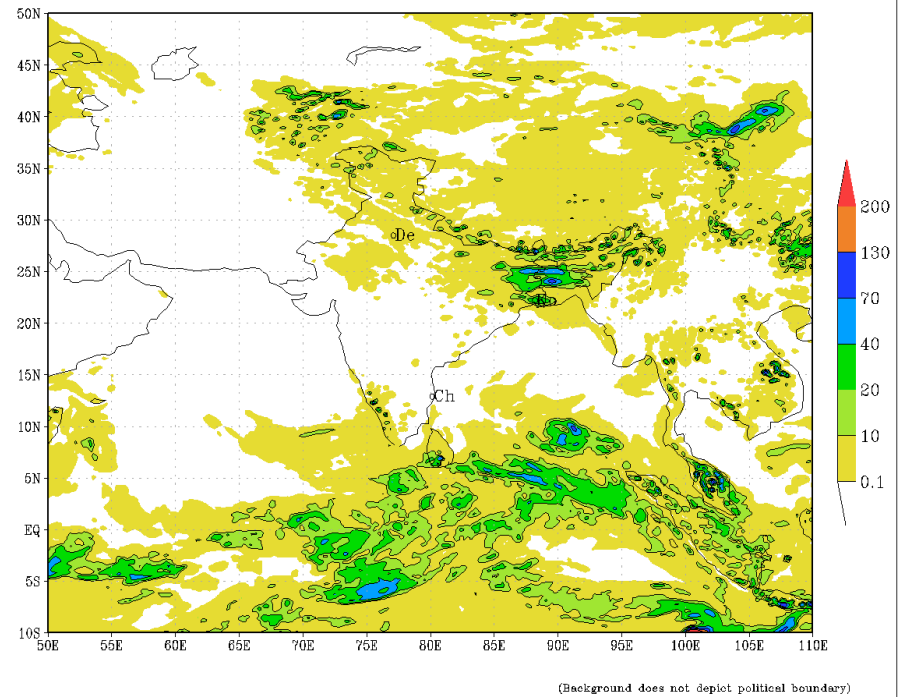 50N
45N
40N
35N
30N
25N
20N
15N
10N
5N
EQ
5S
10S
50E 55E 60E 65E 70E 75E 80E 85E 90E 95E 100E 105E 110E
De
Ch
200
130
70
40
20
10
0.1
(Background does not depict political boundary)